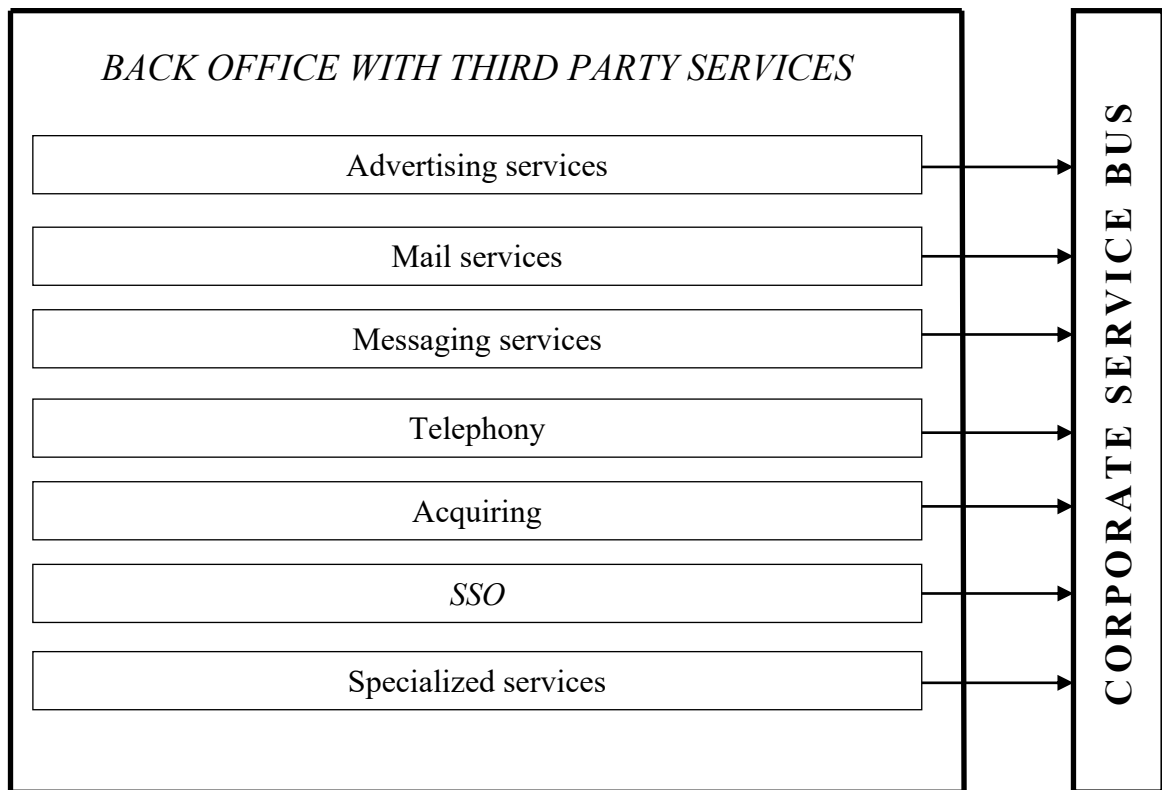 BACK OFFICE WITH THIRD PARTY SERVICES
Advertising services
Mail services
Messaging services
Telephony
Acquiring
SSO
Specialized services
CORPORATE SERVICE BUS